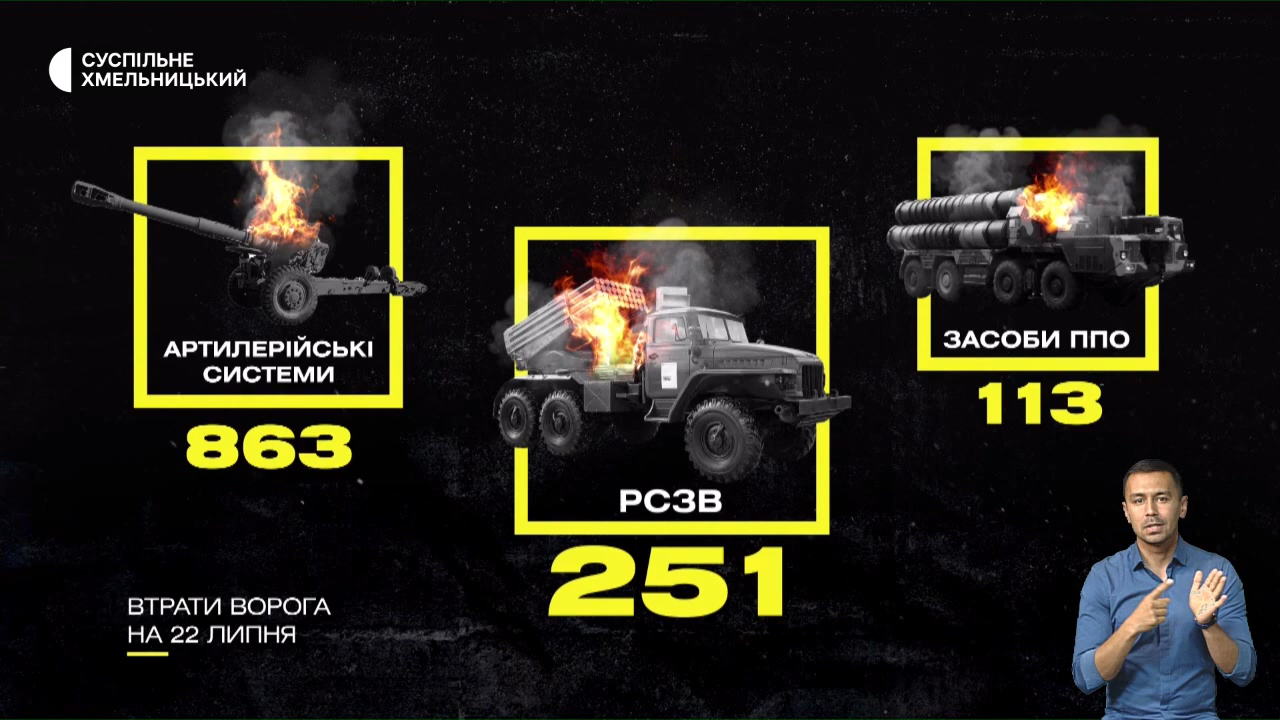 СУСПІЛЬНЕ
ХМЕЛЬНИЦЬКИЙ
АРТИЛЕРІЙСЬКІ
СИСТЕМИ
863
РСЗВ
251
ЗАСОБИ ППО
113
ВТРАТИ ВОРОГА
НА 22 ЛИПНЯ